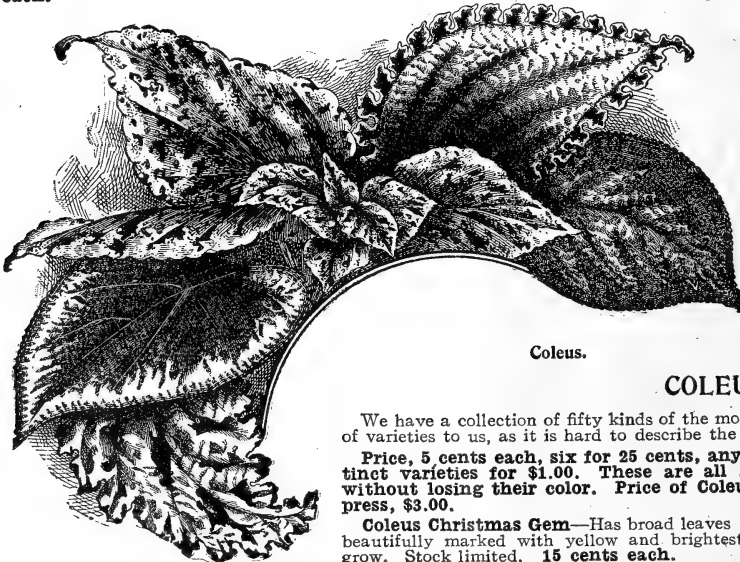 Coleus.
COLEU
We have a collection of fifty kinds of the mo
of varieties to us, as it is hard to describe the
Price, 5 cents each, six for 25 cents, any
tinct varieties for $1.00. These are all
without losing their color. Price of Coleu
press, $3.00.
Coleus Christmas Gem—Has broad leaves
beautifully marked with yellow and brightest
grow. Stock limited. 15 cents each.